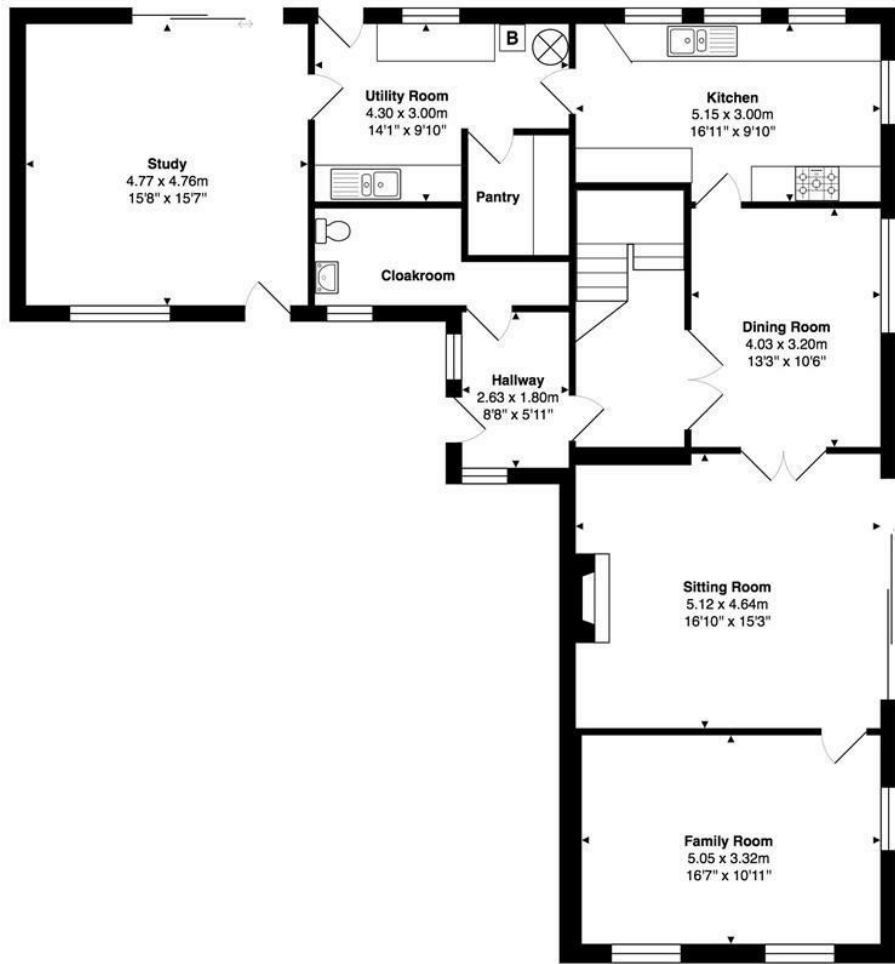 B
Utility Room
4.30 x 3.00m
14'1" x 9'10"
Kitchen
5.15 x 3.00m
16'11" x 9'10"
Study
4.77 x 4.76m
15'8" x 15'7"
Pantry
Cloakroom
Dining Room
4.03 x 3.20m
13'3" x 10'6"
Hallway
2.63 x 1.80m
8'8" x 5'11"
Sitting Room
5.12 x 4.64m
16'10" x 15'3"
Family Room
5.05 x 3.32m
16'7" x 10'11"